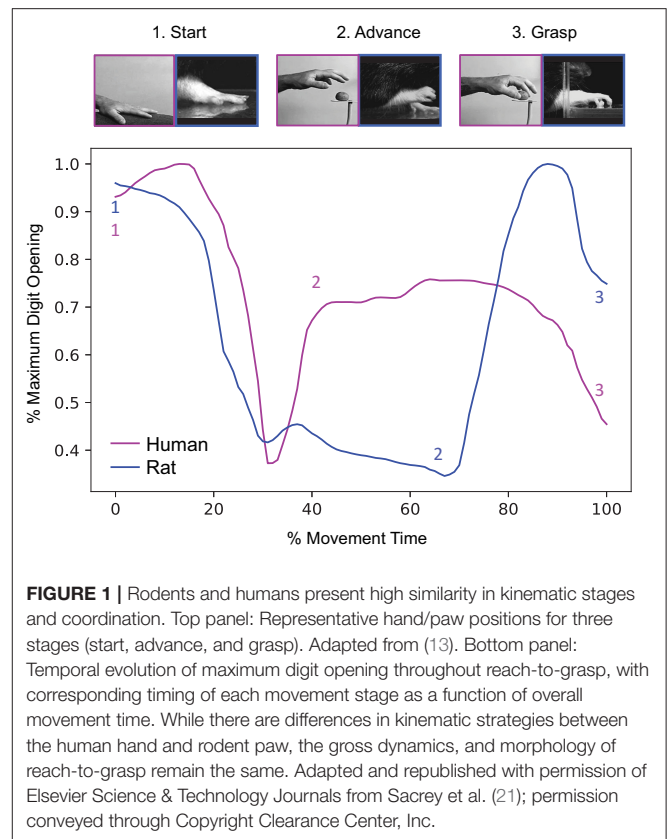 1. Start
2. Advance
3. Grasp
1.0
0.9
0.8
0.7
0.6
0.5
0.4
% Maximum Digit Opening
1
1
2
2
3
3
Human
Rat
0
20
40
60
80
100
% Movement Time
FIGURE 1 | Rodents and humans present high similarity in kinematic stages
and coordination. Top panel: Representative hand/paw positions for three
stages (start, advance, and grasp). Adapted from (13). Bottom panel:
Temporal evolution of maximum digit opening throughout reach-to-grasp, with
corresponding timing of each movement stage as a function of overall
movement time. While there are differences in kinematic strategies between
the human hand and rodent paw, the gross dynamics, and morphology of
reach-to-grasp remain the same. Adapted and republished with permission of
Elsevier Science & Technology Journals from Sacrey et al. (21); permission
conveyed through Copyright Clearance Center, Inc.